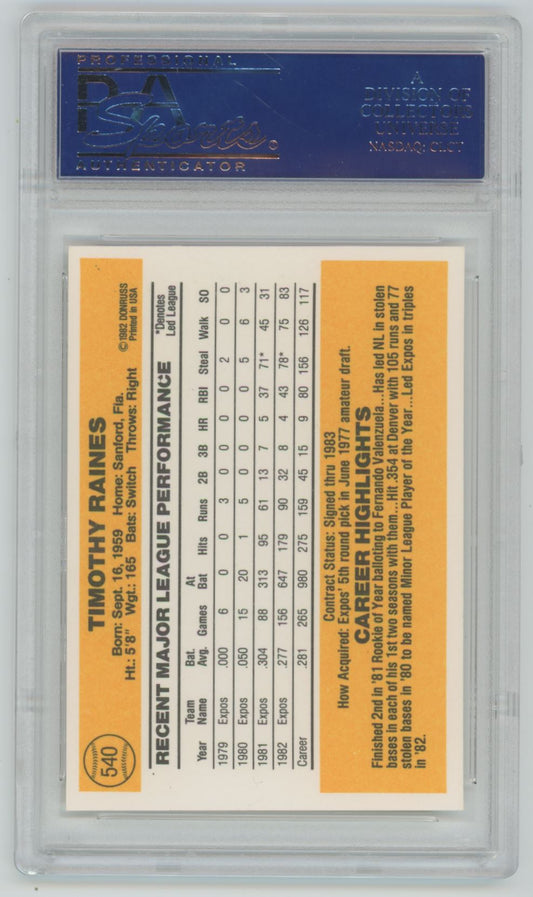 PROFESSIONAL
PSA
Sports
AUTHENTICATOR
A
DIVISION OF
COLLECTORS
UNIVERSE
NASDAQ: CLCT
540
TIMOTHY RAINES
© 1982 DONRUSS
Printed in USA
Born: Sept. 16, 1959 Home: Sanford, Fla.
Ht.: 5'8" Wgt.: 165 Bats: Switch Throws: Right
RECENT MAJOR LEAGUE PERFORMANCE
*Denotes
Led League
Year Team Name Bat. Avg. Games At Bat Hits Runs 2B 3B HR RBI Steal Walk SO
1979 Expos .000 6 0 0 3 0 0 0 0 2 0 0
1980 Expos .050 15 20 1 5 0 0 0 0 5 6 3
1981 Expos .304 88 313 95 61 13 7 5 37 71* 45 31
1982 Expos .277 156 647 179 90 32 8 4 43 78* 75 83
Career .281 265 980 275 159 45 15 9 80 156 126 117
Contract Status: Signed thru 1983
How Acquired: Expos' 5th round pick in June 1977 amateur draft.
CAREER HIGHLIGHTS
Finished 2nd in '81 Rookie of Year balloting to Fernando Valenzuela...Has led NL in stolen
bases in each of his 1st two seasons with them...Hit .354 at Denver with 105 runs and 77
stolen bases in '80 to be named Minor League Player of the Year...Led Expos in triples
in '82.